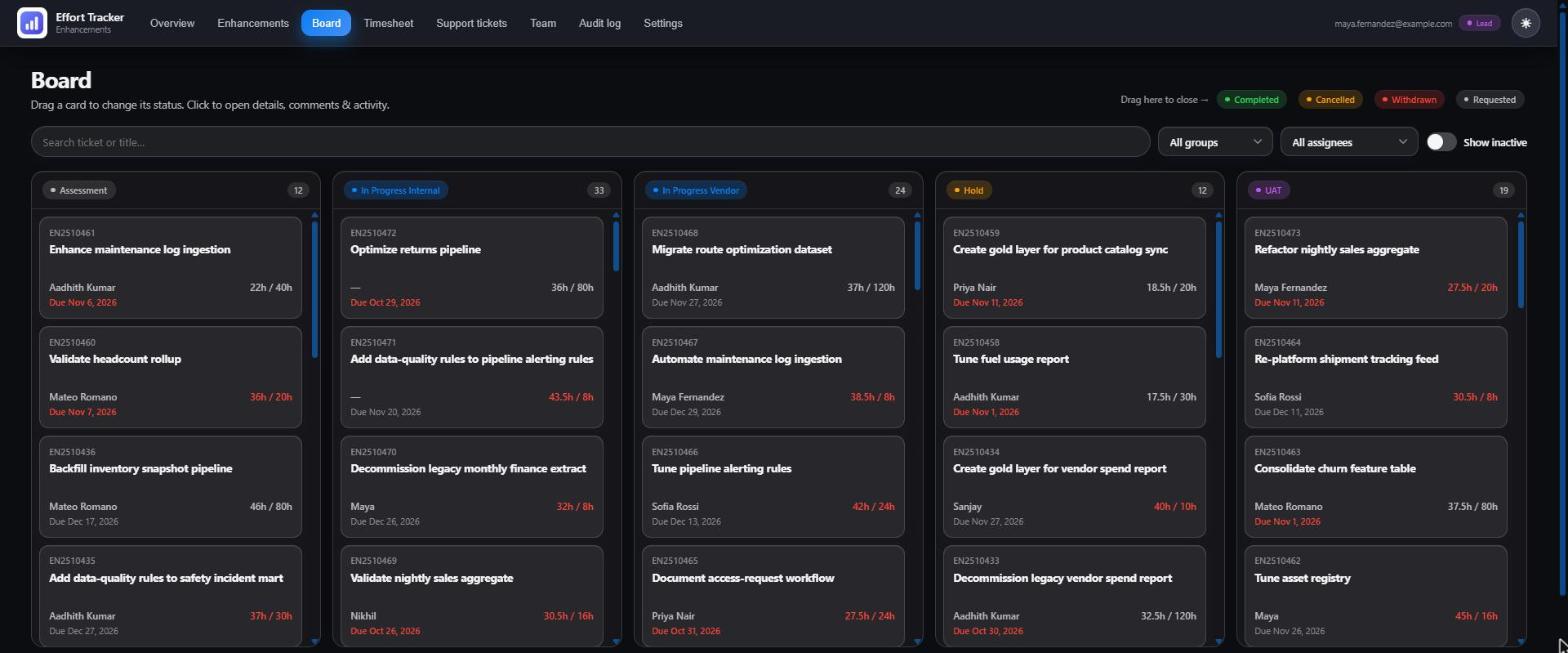 Effort Tracker
Enhancements
Overview
Enhancements
Board
Timesheet
Support tickets
Team
Audit log
Settings
maya.fernandez@example.com
Lead
Board
Drag a card to change its status. Click to open details, comments & activity.
Drag here to close →
Completed
Cancelled
Withdrawn
Requested
Search ticket or title...
All groups
All assignees
Show inactive
Assessment 12
EN2510461
Enhance maintenance log ingestion
Aadhith Kumar 22h / 40h
Due Nov 6, 2026
EN2510460
Validate headcount rollup
Mateo Romano 36h / 20h
Due Nov 7, 2026
EN2510436
Backfill inventory snapshot pipeline
Mateo Romano 46h / 80h
Due Dec 17, 2026
EN2510435
Add data-quality rules to safety incident mart
Aadhith Kumar 37h / 30h
Due Dec 27, 2026
In Progress Internal 33
EN2510472
Optimize returns pipeline
— 36h / 80h
Due Oct 29, 2026
EN2510471
Add data-quality rules to pipeline alerting rules
— 43.5h / 8h
Due Nov 20, 2026
EN2510470
Decommission legacy monthly finance extract
Maya 32h / 8h
Due Dec 26, 2026
EN2510469
Validate nightly sales aggregate
Nikhil 30.5h / 16h
Due Oct 26, 2026
In Progress Vendor 24
EN2510468
Migrate route optimization dataset
Aadhith Kumar 37h / 120h
Due Nov 27, 2026
EN2510467
Automate maintenance log ingestion
Maya Fernandez 38.5h / 8h
Due Dec 29, 2026
EN2510466
Tune pipeline alerting rules
Sofia Rossi 42h / 24h
Due Dec 13, 2026
EN2510465
Document access-request workflow
Priya Nair 27.5h / 24h
Due Oct 31, 2026
Hold 12
EN2510459
Create gold layer for product catalog sync
Priya Nair 18.5h / 20h
Due Nov 11, 2026
EN2510458
Tune fuel usage report
Aadhith Kumar 17.5h / 30h
Due Nov 1, 2026
EN2510434
Create gold layer for vendor spend report
Sanjay 40h / 10h
Due Nov 27, 2026
EN2510433
Decommission legacy vendor spend report
Aadhith Kumar 32.5h / 120h
Due Oct 30, 2026
UAT 19
EN2510473
Refactor nightly sales aggregate
Maya Fernandez 27.5h / 20h
Due Nov 11, 2026
EN2510464
Re-platform shipment tracking feed
Sofia Rossi 30.5h / 8h
Due Dec 11, 2026
EN2510463
Consolidate churn feature table
Mateo Romano 37.5h / 80h
Due Nov 1, 2026
EN2510462
Tune asset registry
Maya 45h / 16h
Due Nov 26, 2026